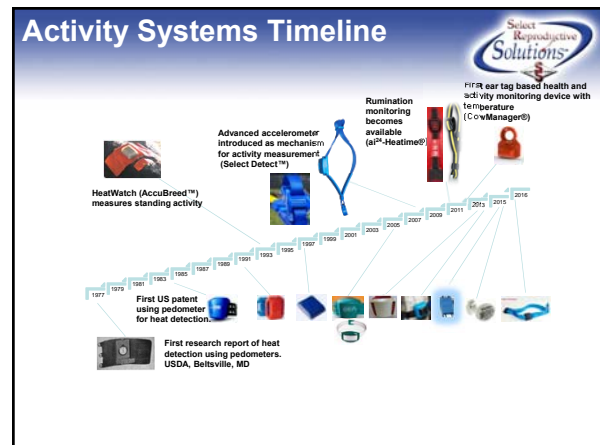 Activity Systems Timeline
Select
Reproductive
Solutions™
First ear tag based health and
activity monitoring device with
temperature
(CowManager®)
Rumination
monitoring
becomes
available
(ai²⁴-Heatime®)
Advanced accelerometer
introduced as mechanism
for activity measurement
(Select Detect™)
HeatWatch (AccuBreed™)
measures standing activity
1977
1979
1981
1983
1985
1987
1989
1991
1993
1995
1997
1999
2001
2003
2005
2007
2009
2011
2013
2015
2016
First US patent
using pedometer
for heat detection.
First research report of heat
detection using pedometers.
USDA, Beltsville, MD